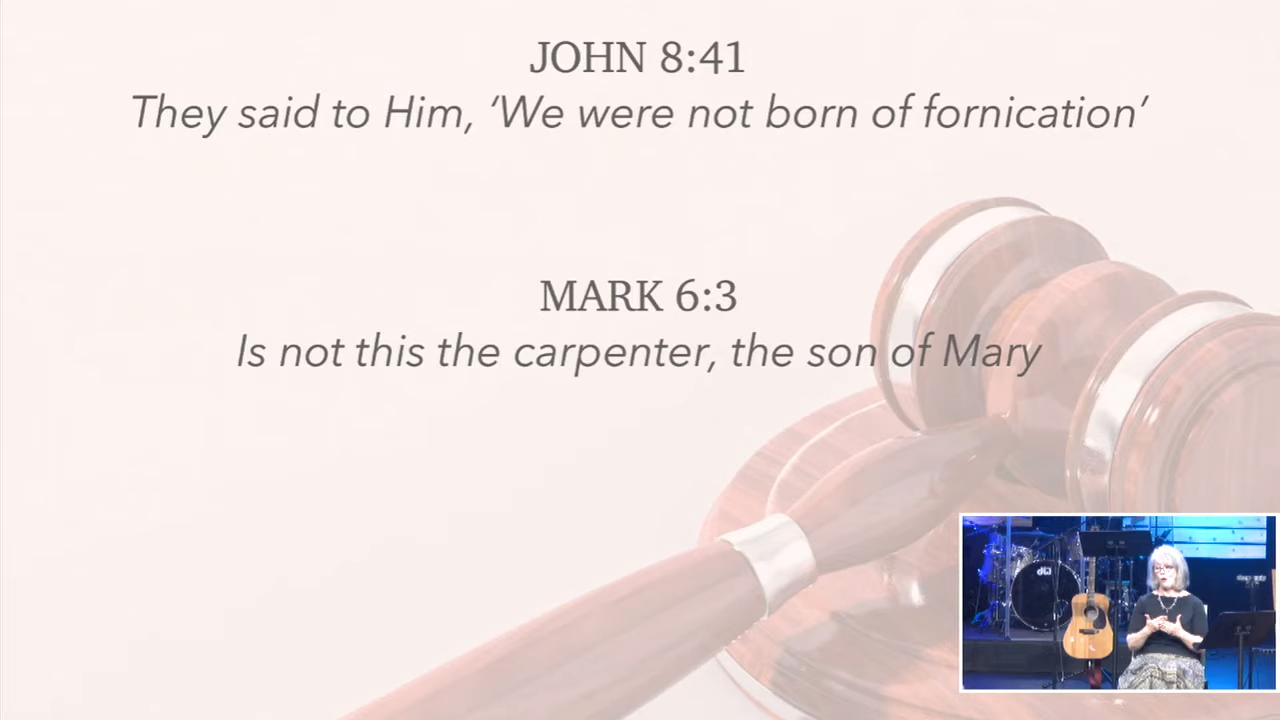 JOHN 8:41
They said to Him, ‘We were not born of fornication’
MARK 6:3
Is not this the carpenter, the son of Mary
dw